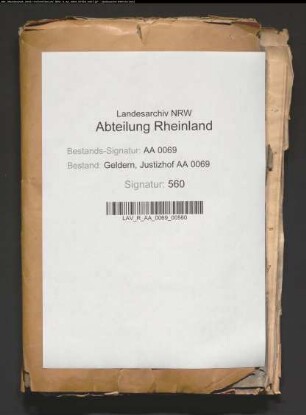 Landesarchiv NRW
Abteilung Rheinland
Bestands-Signatur: AA 0069
Bestand: Geldern, Justizhof AA 0069
Signatur: 560
LAV_R_AA_0069_00560